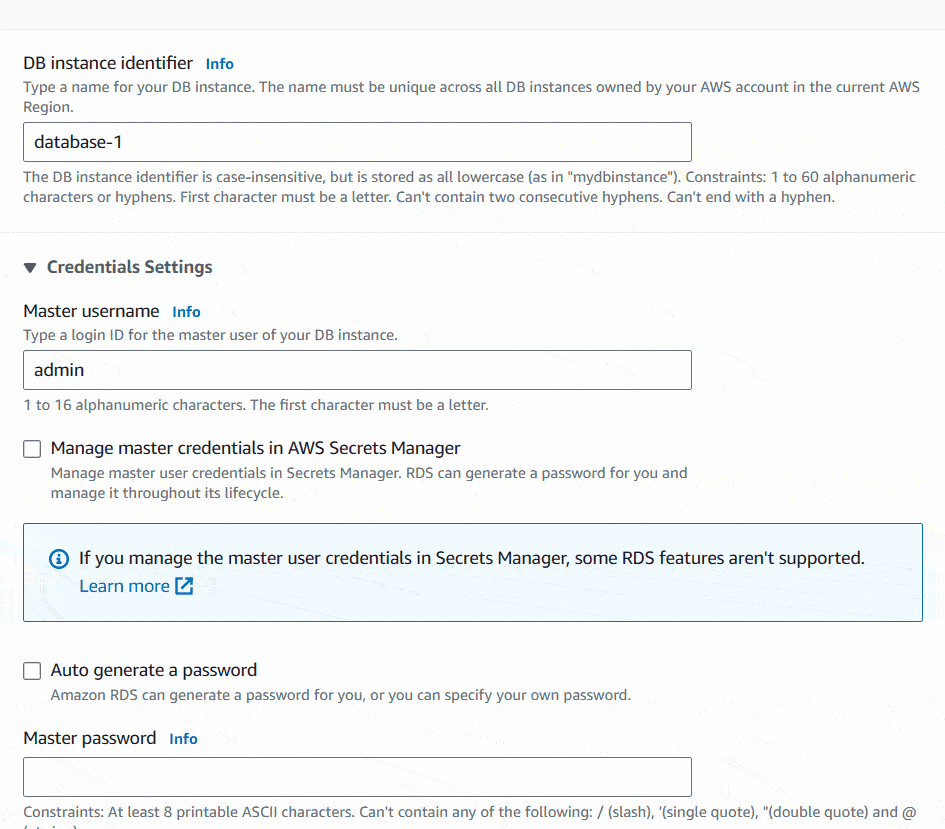 DB instance identifier Info
Type a name for your DB instance. The name must be unique across all DB instances owned by your AWS account in the current AWS
Region.
database-1
The DB instance identifier is case-insensitive, but is stored as all lowercase (as in "mydbinstance"). Constraints: 1 to 60 alphanumeric
characters or hyphens. First character must be a letter. Can't contain two consecutive hyphens. Can't end with a hyphen.
Credentials Settings
Master username Info
Type a login ID for the master user of your DB instance.
admin
1 to 16 alphanumeric characters. The first character must be a letter.
Manage master credentials in AWS Secrets Manager
Manage master user credentials in Secrets Manager. RDS can generate a password for you and
manage it throughout its lifecycle.
If you manage the master user credentials in Secrets Manager, some RDS features aren't supported.
Learn more
Auto generate a password
Amazon RDS can generate a password for you, or you can specify your own password.
Master password Info
Constraints: At least 8 printable ASCII characters. Can't contain any of the following: / (slash), '(single quote), "(double quote) and @